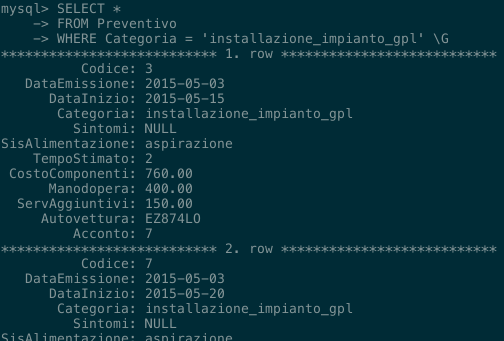 mysql> SELECT *
    -> FROM Preventivo
    -> WHERE Categoria = 'installazione_impianto_gpl' \G
*************************** 1. row ***************************
          Codice: 3
   DataEmissione: 2015-05-03
      DataInizio: 2015-05-15
       Categoria: installazione_impianto_gpl
         Sintomi: NULL
SisAlimentazione: aspirazione
    TempoStimato: 2
 CostoComponenti: 760.00
      Manodopera: 400.00
  ServAggiuntivi: 150.00
     Autovettura: EZ874LO
         Acconto: 7
*************************** 2. row ***************************
          Codice: 7
   DataEmissione: 2015-05-03
      DataInizio: 2015-05-20
       Categoria: installazione_impianto_gpl
         Sintomi: NULL
SisAlimentazione: aspirazione